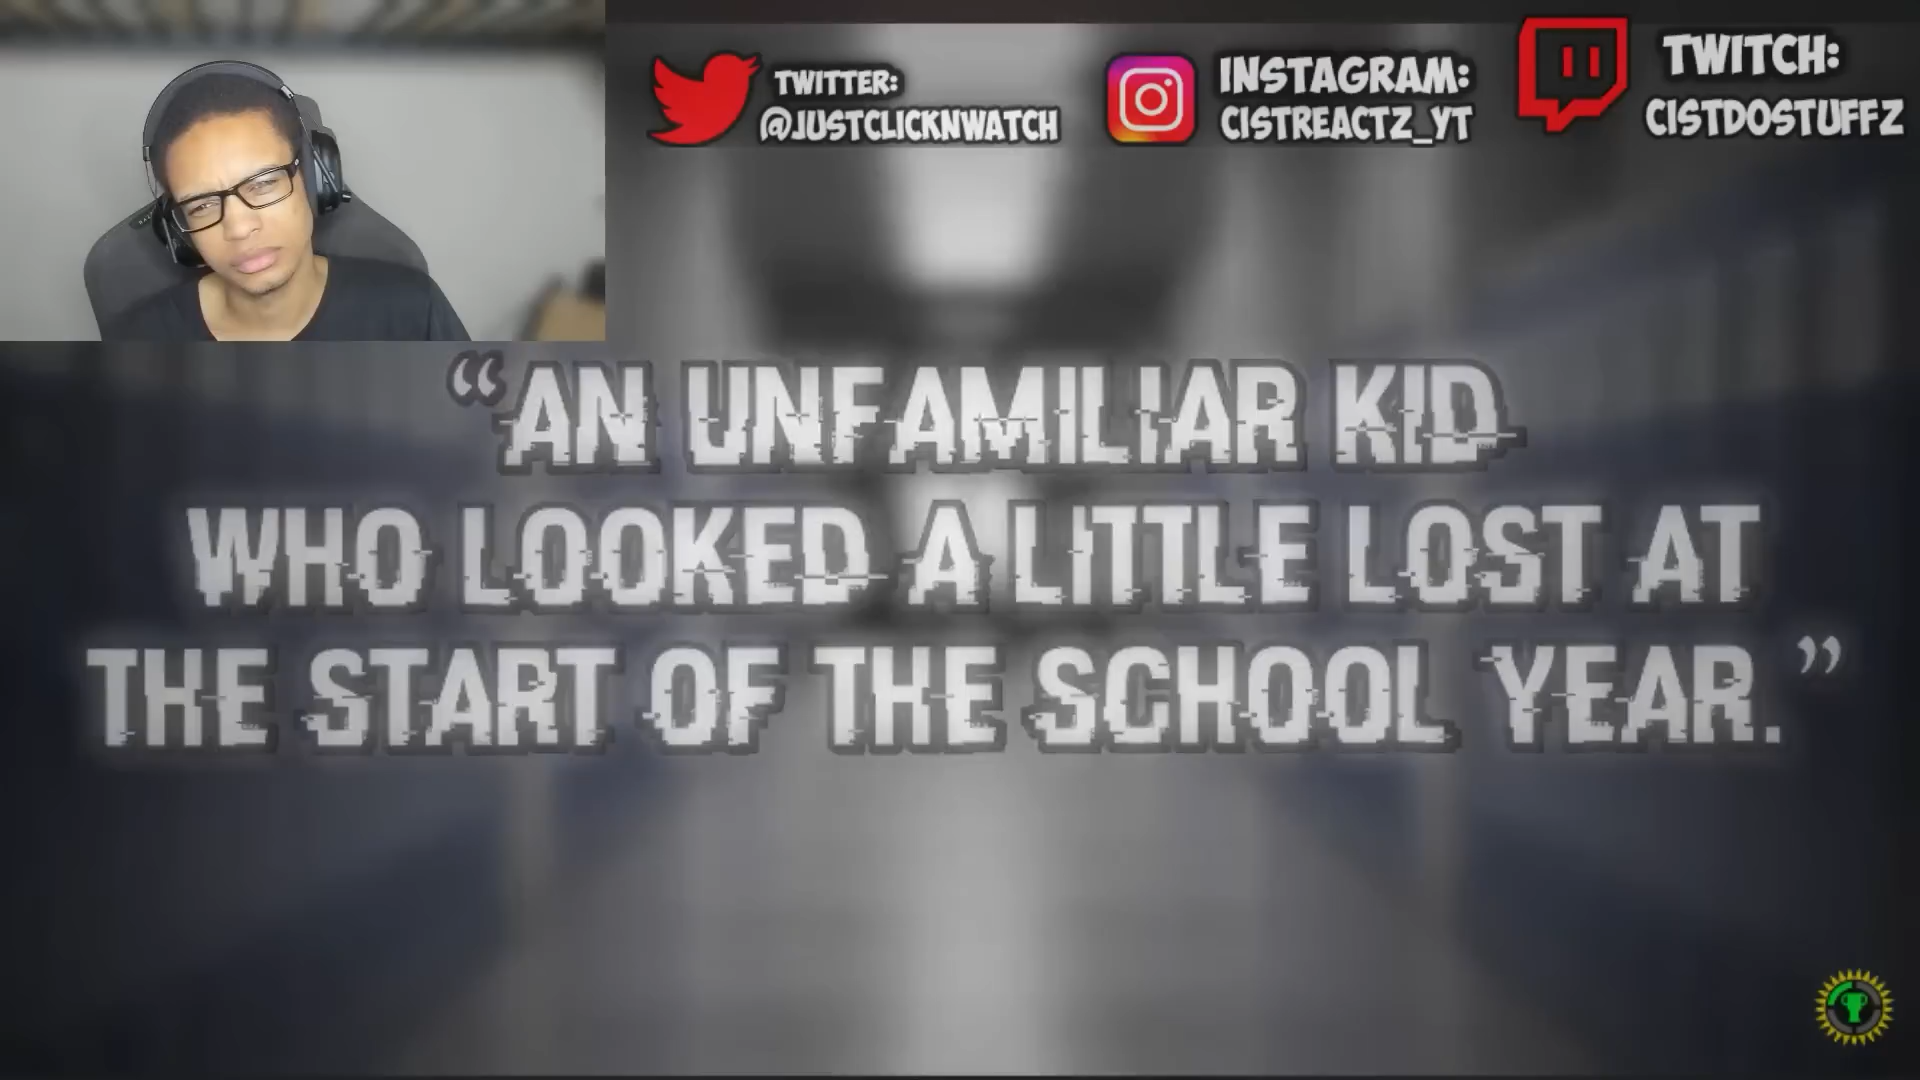 TWITTER:
@JUSTCLICKNWATCH
INSTAGRAM:
CISTREACTZ_YT
TWITCH:
CISTDOSTUFFZ
“AN UNFAMILIAR KID
WHO LOOKED A LITTLE LOST AT
THE START OF THE SCHOOL YEAR.”